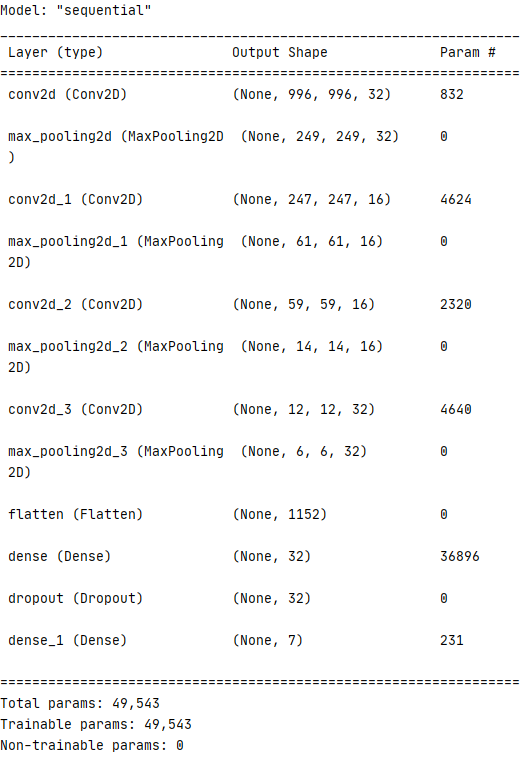 Model: "sequential"
_________________________________________________________________
Layer (type) Output Shape Param #
=================================================================
conv2d (Conv2D) (None, 996, 996, 32) 832
max_pooling2d (MaxPooling2D (None, 249, 249, 32) 0
)
conv2d_1 (Conv2D) (None, 247, 247, 16) 4624
max_pooling2d_1 (MaxPooling (None, 61, 61, 16) 0
2D)
conv2d_2 (Conv2D) (None, 59, 59, 16) 2320
max_pooling2d_2 (MaxPooling (None, 14, 14, 16) 0
2D)
conv2d_3 (Conv2D) (None, 12, 12, 32) 4640
max_pooling2d_3 (MaxPooling (None, 6, 6, 32) 0
2D)
flatten (Flatten) (None, 1152) 0
dense (Dense) (None, 32) 36896
dropout (Dropout) (None, 32) 0
dense_1 (Dense) (None, 7) 231
=================================================================
Total params: 49,543
Trainable params: 49,543
Non-trainable params: 0